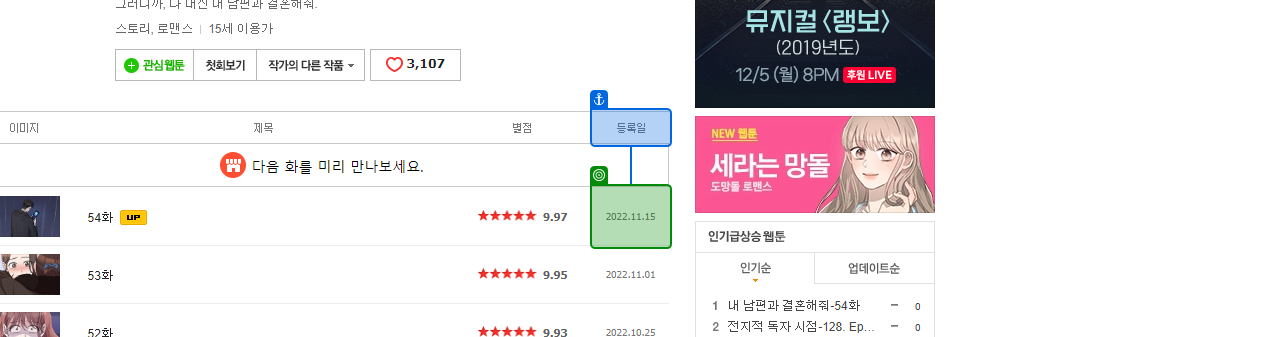 그러니까, 나 대신 내 남편과 결혼해줘.
스토리, 로맨스 | 15세 이용가
관심웹툰 첫회보기 작가의 다른 작품 3,107
이미지 제목 별점 등록일
다음 화를 미리 만나보세요.
54화 UP ★★★★★ 9.97 2022.11.15
53화 ★★★★★ 9.95 2022.11.01
52화 ★★★★★ 9.93 2022.10.25
뮤지컬 〈랭보〉
(2019년도)
12/5 (월) 8PM 후원 LIVE
NEW 웹툰
세라는 망돌
도망돌 로맨스
인기급상승 웹툰
인기순 업데이트순
1 내 남편과 결혼해줘-54화 0
2 전지적 독자 시점-128. Ep... 0